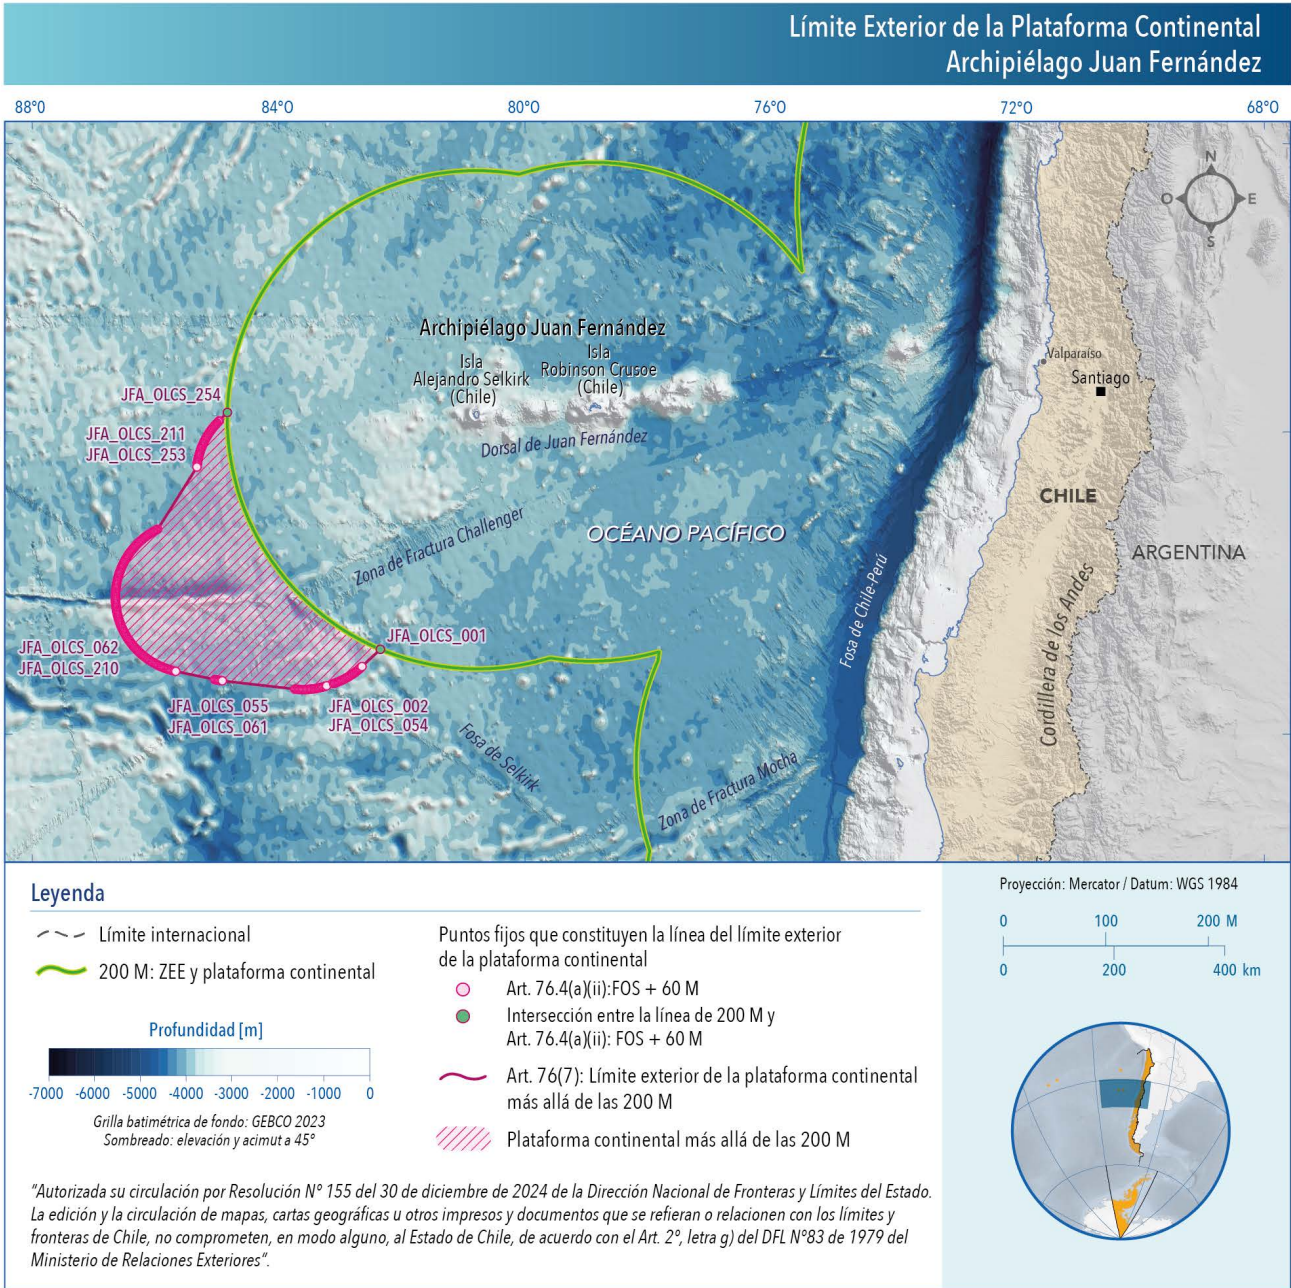 Límite Exterior de la Plataforma Continental
Archipiélago Juan Fernández
88°O
84°O
80°O
76°O
72°O
68°O
N
O
E
S
Archipiélago Juan Fernández
Isla
Alejandro Selkirk
(Chile)
Isla
Robinson Crusoe
(Chile)
Valparaíso
Santiago
JFA_OLCS_254
JFA_OLCS_211
JFA_OLCS_253
Dorsal de Juan Fernández
CHILE
Zona de Fractura Challenger
OCÉANO PACÍFICO
ARGENTINA
Fosa de Chile-Perú
Cordillera de los Andes
JFA_OLCS_001
JFA_OLCS_062
JFA_OLCS_210
JFA_OLCS_055
JFA_OLCS_061
JFA_OLCS_002
JFA_OLCS_054
Fosa de Selkirk
Zona de Fractura Mocha
Leyenda
Límite internacional
200 M: ZEE y plataforma continental
Profundidad [m]
-7000 -6000 -5000 -4000 -3000 -2000 -1000 0
Grilla batimétrica de fondo: GEBCO 2023
Sombreado: elevación y acimut a 45°
Puntos fijos que constituyen la línea del límite exterior
de la plataforma continental
Art. 76.4(a)(ii):FOS + 60 M
Intersección entre la línea de 200 M y
Art. 76.4(a)(ii): FOS + 60 M
Art. 76(7): Límite exterior de la plataforma continental
más allá de las 200 M
Plataforma continental más allá de las 200 M
Proyección: Mercator / Datum: WGS 1984
0 100 200 M
0 200 400 km
"Autorizada su circulación por Resolución N° 155 del 30 de diciembre de 2024 de la Dirección Nacional de Fronteras y Límites del Estado.
La edición y la circulación de mapas, cartas geográficas u otros impresos y documentos que se refieran o relacionen con los límites y
fronteras de Chile, no comprometen, en modo alguno, al Estado de Chile, de acuerdo con el Art. 2°, letra g) del DFL N°83 de 1979 del
Ministerio de Relaciones Exteriores".